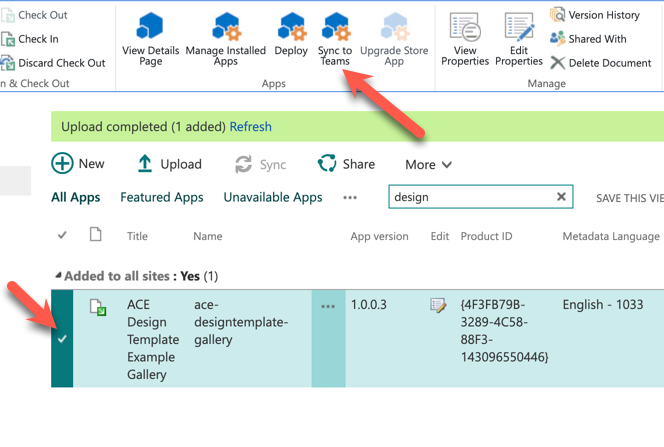 Check Out
Check In
Discard Check Out
n & Check Out
View Details Page
Manage Installed Apps
Deploy
Sync to Teams
Upgrade Store App
Apps
View Properties
Edit Properties
Version History
Shared With
Delete Document
Manage
Upload completed (1 added) Refresh
New Upload Sync Share More
All Apps Featured Apps Unavailable Apps ... design SAVE THIS VIE
Title Name App version Edit Product ID Metadata Language
Added to all sites : Yes (1)
ACE Design Template Example Gallery
ace-designtemplate-gallery
...
1.0.0.3
{4F3FB79B-3289-4C58-88F3-143096550446}
English - 1033